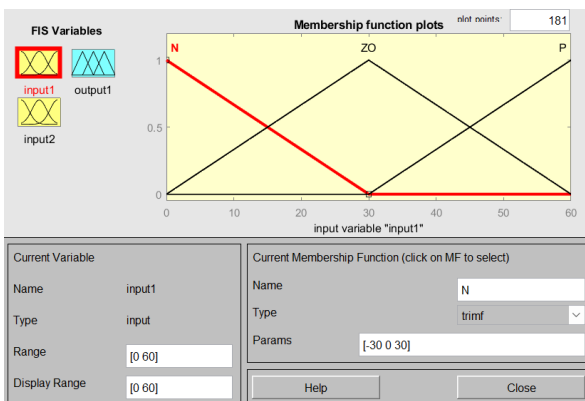 FIS Variables
input1
output1
input2
Membership function plots
plot points:
181
N
ZO
P
1
0.5
0
0
10
20
30
40
50
60
input variable "input1"
Current Variable
Name
input1
Type
input
Range
[0 60]
Display Range
[0 60]
Current Membership Function (click on MF to select)
Name
N
Type
trimf
Params
[-30 0 30]
Help
Close